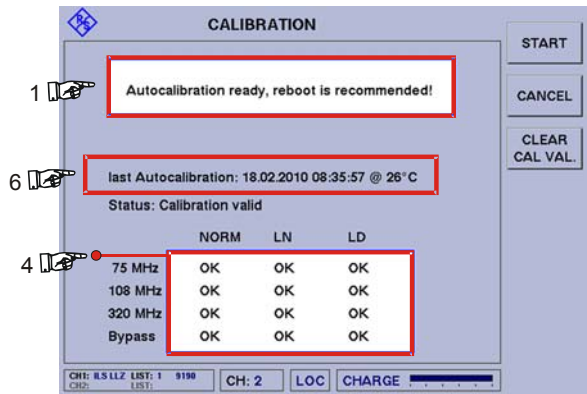 R&S
CALIBRATION
START
1
Autocalibration ready, reboot is recommended!
CANCEL
CLEAR
CAL VAL.
6
last Autocalibration: 18.02.2010 08:35:57 @ 26°C
Status: Calibration valid
NORM LN LD
4
75 MHz OK OK OK
108 MHz OK OK OK
320 MHz OK OK OK
Bypass OK OK OK
CH1: ILS LLZ LIST: 1 9190
CH2: LIST:
CH: 2
LOC
CHARGE